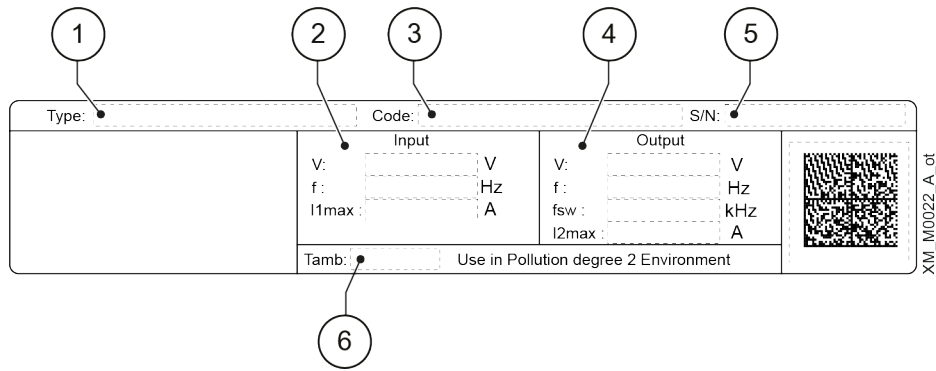 1
2
3
4
5
Type:
Code:
S/N:
Input
V: V
f : Hz
I1max : A
Output
V: V
f : Hz
fsw : kHz
I2max : A
Tamb:
Use in Pollution degree 2 Environment
6
XM_M0022_A_ot